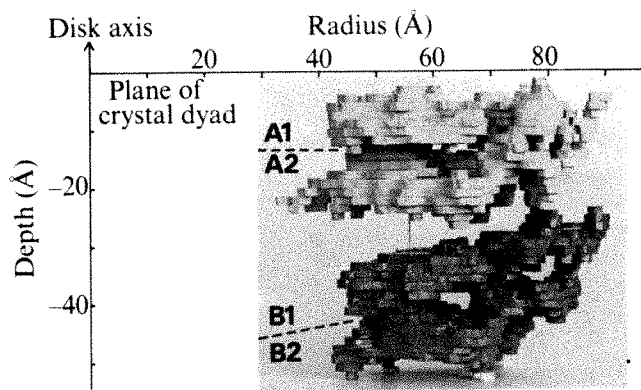 Disk axis
Radius (Å)
20
40
60
80
Plane of
crystal dyad
A1
A2
−20
Depth (Å)
−40
B1
B2